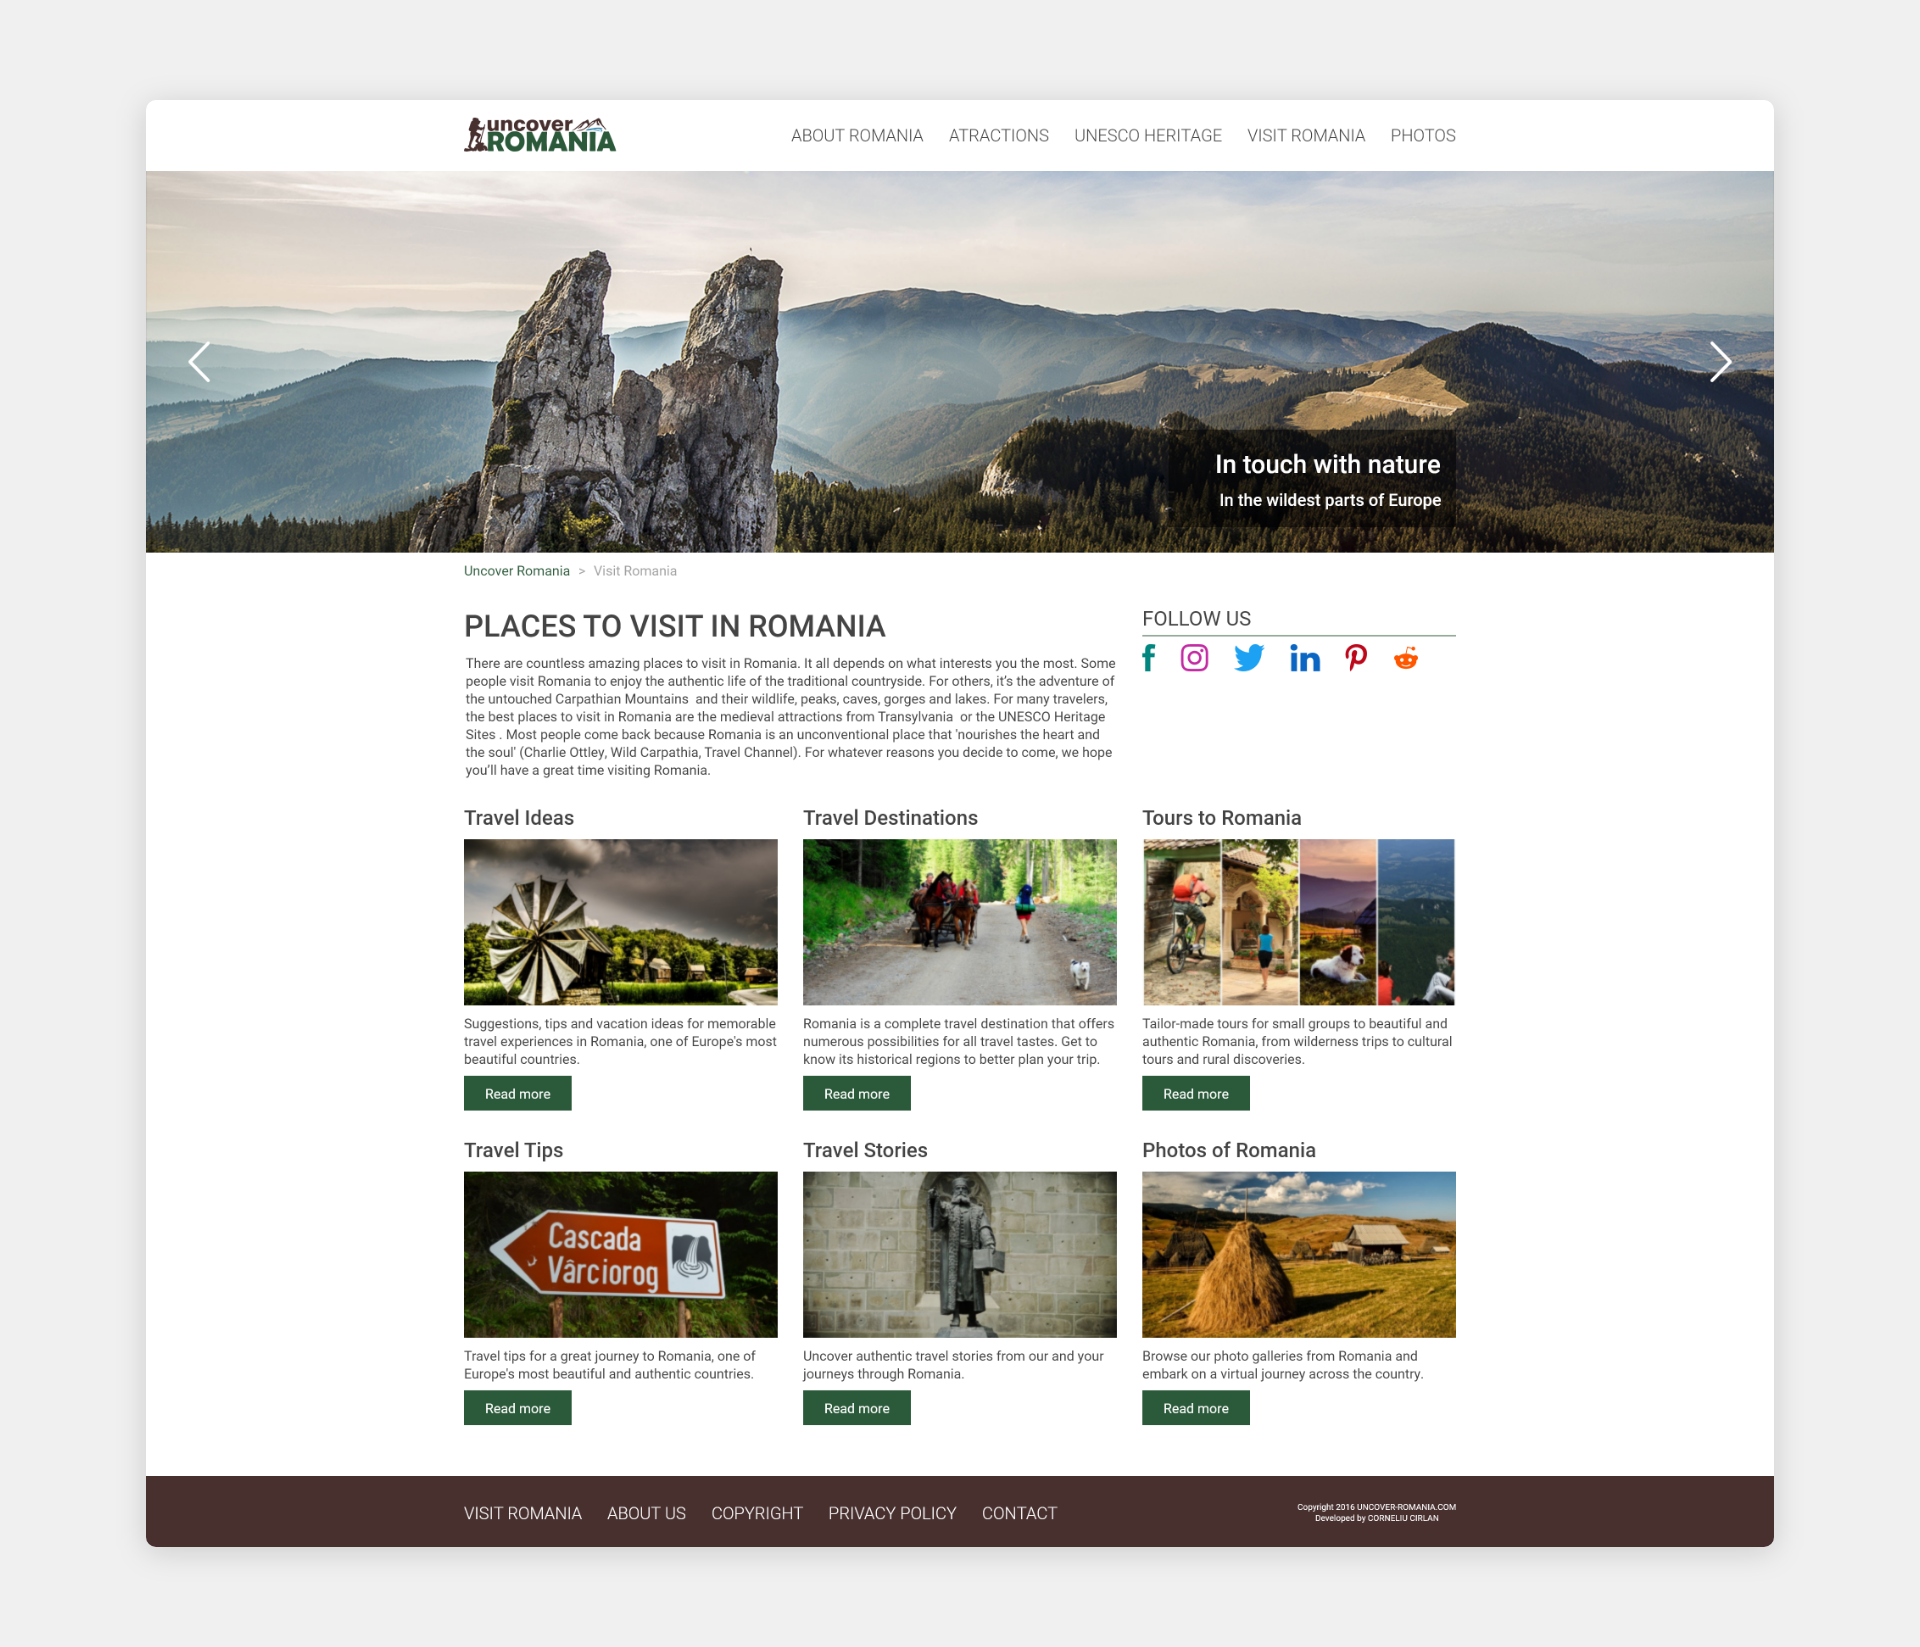 uncover
ROMANIA
ABOUT ROMANIA ATRACTIONS UNESCO HERITAGE VISIT ROMANIA PHOTOS
In touch with nature
In the wildest parts of Europe
Uncover Romania > Visit Romania
PLACES TO VISIT IN ROMANIA
There are countless amazing places to visit in Romania. It all depends on what interests you the most. Some
people visit Romania to enjoy the authentic life of the traditional countryside. For others, it's the adventure of
the untouched Carpathian Mountains and their wildlife, peaks, caves, gorges and lakes. For many travelers,
the best places to visit in Romania are the medieval attractions from Transylvania or the UNESCO Heritage
Sites . Most people come back because Romania is an unconventional place that 'nourishes the heart and
the soul' (Charlie Ottley, Wild Carpathia, Travel Channel). For whatever reasons you decide to come, we hope
you'll have a great time visiting Romania.
FOLLOW US
Travel Ideas
Suggestions, tips and vacation ideas for memorable
travel experiences in Romania, one of Europe's most
beautiful countries.
Read more
Travel Destinations
Romania is a complete travel destination that offers
numerous possibilities for all travel tastes. Get to
know its historical regions to better plan your trip.
Read more
Tours to Romania
Tailor-made tours for small groups to beautiful and
authentic Romania, from wilderness trips to cultural
tours and rural discoveries.
Read more
Travel Tips
Cascada
Vârciorog
Travel tips for a great journey to Romania, one of
Europe's most beautiful and authentic countries.
Read more
Travel Stories
Uncover authentic travel stories from our and your
journeys through Romania.
Read more
Photos of Romania
Browse our photo galleries from Romania and
embark on a virtual journey across the country.
Read more
VISIT ROMANIA ABOUT US COPYRIGHT PRIVACY POLICY CONTACT
Copyright 2016 UNCOVER-ROMANIA.COM
Developed by CORNELIU CIRLAN